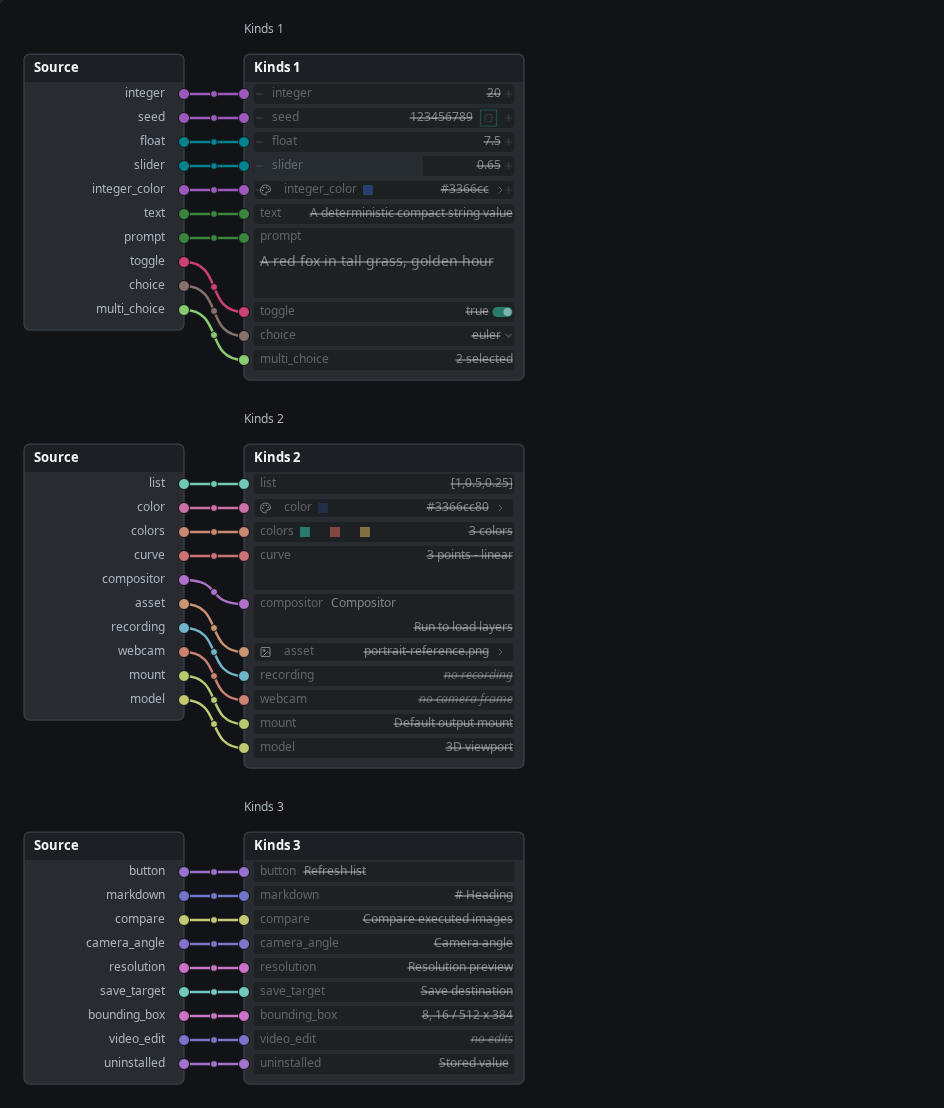 Kinds 1
Source
Kinds 1
integer
integer 20
seed
seed 123456789
float
float 7.5
slider
slider 0.65
integer_color
integer_color #3366cc
text
text A deterministic compact string value
prompt
prompt
A red fox in tall grass, golden hour
toggle
toggle true
choice
choice euler
multi_choice
multi_choice 2 selected
Kinds 2
Source
Kinds 2
list
list [1,0.5,0.25]
color
color #3366cc80
colors
colors 3 colors
curve
curve 3 points - linear
compositor
compositor Compositor
Run to load layers
asset
asset portrait-reference.png
recording
recording no recording
webcam
webcam no camera frame
mount
mount Default output mount
model
model 3D viewport
Kinds 3
Source
Kinds 3
button
button Refresh list
markdown
markdown # Heading
compare
compare Compare executed images
camera_angle
camera_angle Camera angle
resolution
resolution Resolution preview
save_target
save_target Save destination
bounding_box
bounding_box 8, 16 / 512 x 384
video_edit
video_edit no edits
uninstalled
uninstalled Stored value